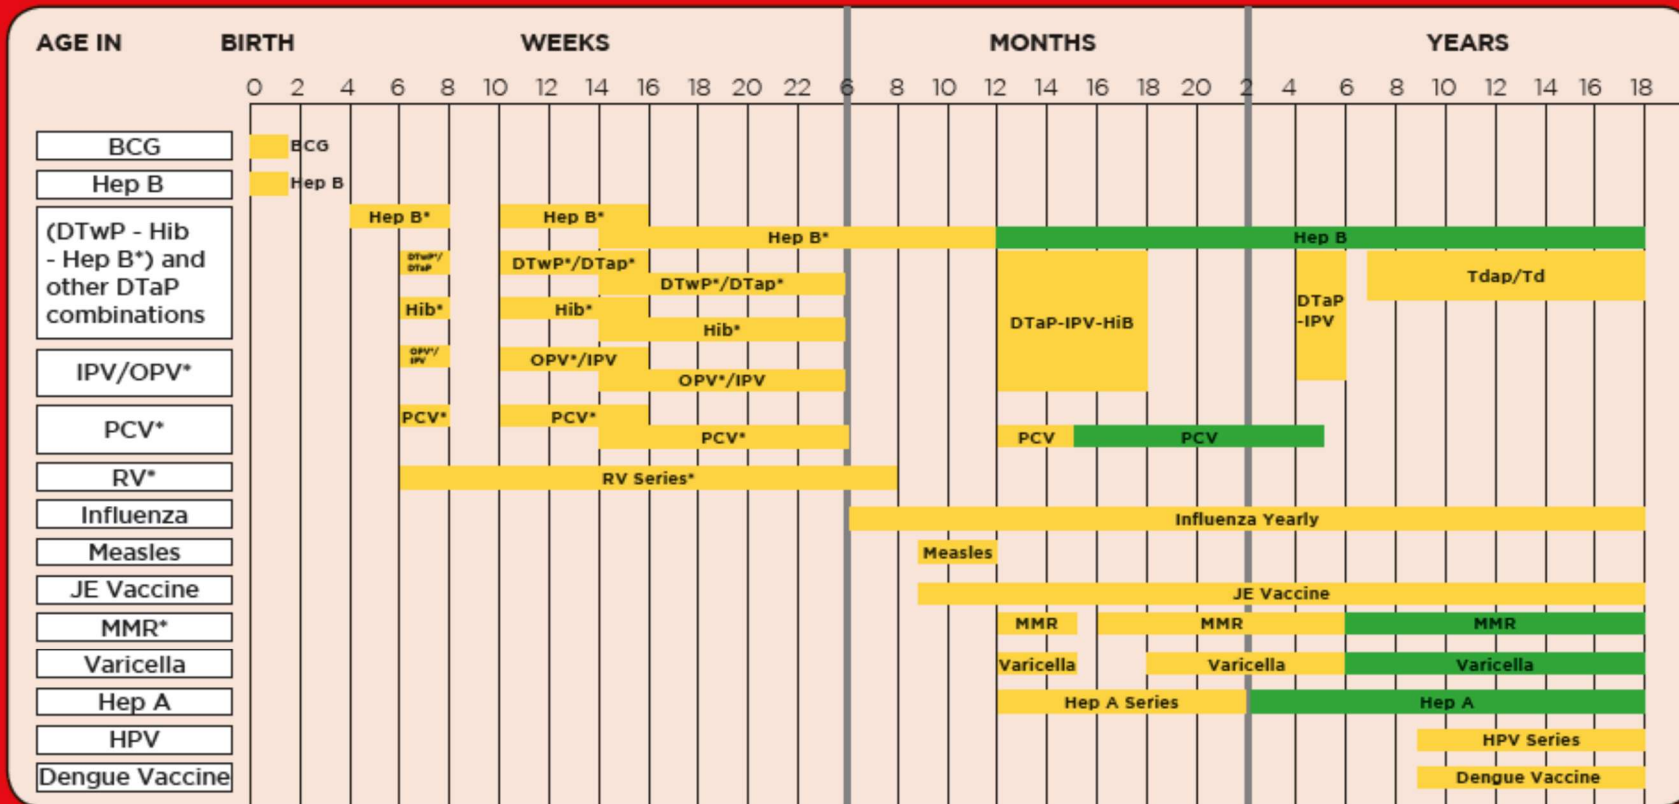 AGE IN BIRTH WEEKS MONTHS YEARS
0 2 4 6 8 10 12 14 16 18 20 22 6 8 10 12 14 16 18 20 2 4 6 8 10 12 14 16 18
BCG BCG
Hep B Hep B
(DTwP - Hib
- Hep B*) and
other DTaP
combinations
Hep B* Hep B*
Hep B* Hep B
DTwP*/
DTaP
DTwP*/DTap*
DTwP*/DTap*
Hib* Hib*
Hib*
DTaP-IPV-HiB
DTaP
-IPV
Tdap/Td
IPV/OPV*
OPV*/
IPV
OPV*/IPV
OPV*/IPV
PCV*
PCV* PCV*
PCV* PCV PCV
RV* RV Series*
Influenza Influenza Yearly
Measles Measles
JE Vaccine JE Vaccine
MMR* MMR MMR MMR
Varicella Varicella Varicella Varicella
Hep A Hep A Series Hep A
HPV HPV Series
Dengue Vaccine Dengue Vaccine